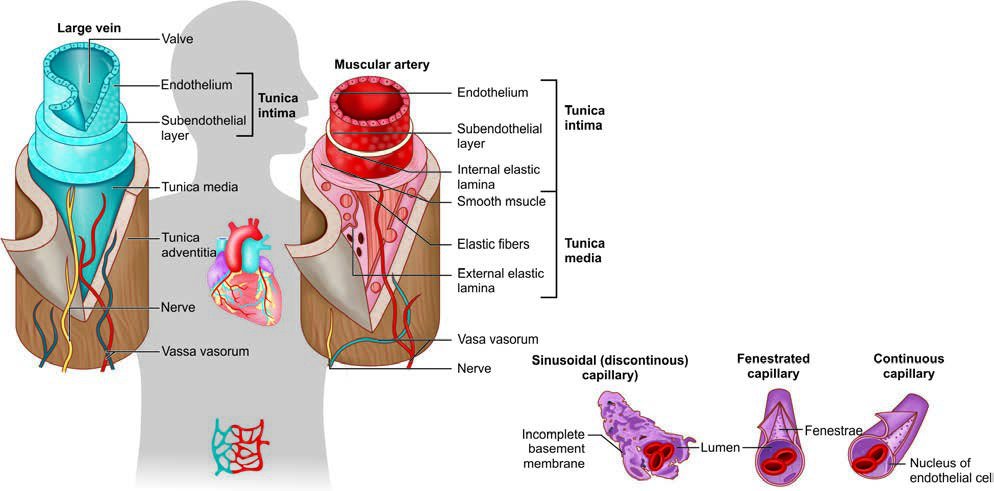 Large vein
Valve
Endothelium
Tunica
intima
Subendothelial
layer
Tunica media
Tunica
adventitia
Nerve
Vassa vasorum
Muscular artery
Endothelium
Tunica
intima
Subendothelial
layer
Internal elastic
lamina
Smooth msucle
Elastic fibers
Tunica
media
External elastic
lamina
Vasa vasorum
Nerve
Sinusoidal (discontinous)
capillary)
Incomplete
basement
membrane
Lumen
Fenestrated
capillary
Fenestrae
Continuous
capillary
Nucleus of
endothelial cell